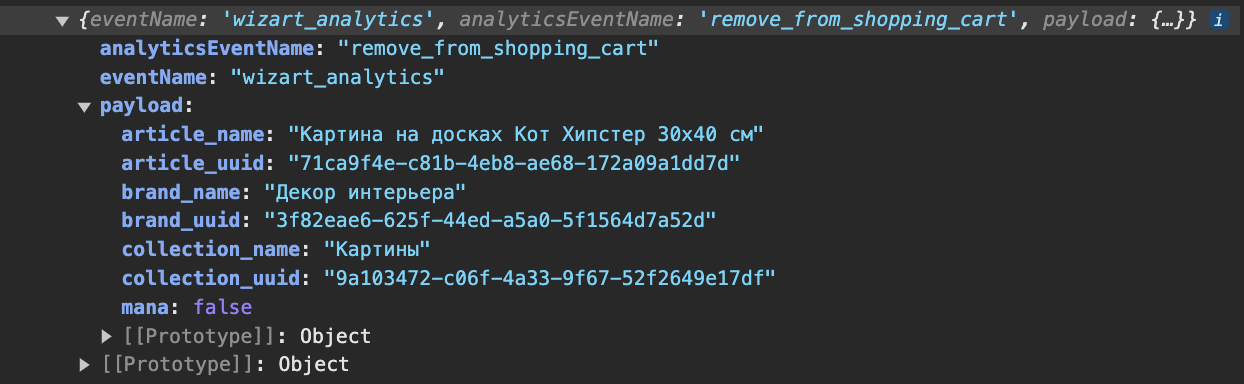 ▼ {eventName: 'wizart_analytics', analyticsEventName: 'remove_from_shopping_cart', payload: {…}} i
analyticsEventName: "remove_from_shopping_cart"
eventName: "wizart_analytics"
▼ payload:
article_name: "Картина на досках Кот Хипстер 30х40 см"
article_uuid: "71ca9f4e-c81b-4eb8-ae68-172a09a1dd7d"
brand_name: "Декор интерьера"
brand_uuid: "3f82eae6-625f-44ed-a5a0-5f1564d7a52d"
collection_name: "Картины"
collection_uuid: "9a103472-c06f-4a33-9f67-52f2649e17df"
mana: false
▶ [[Prototype]]: Object
▶ [[Prototype]]: Object